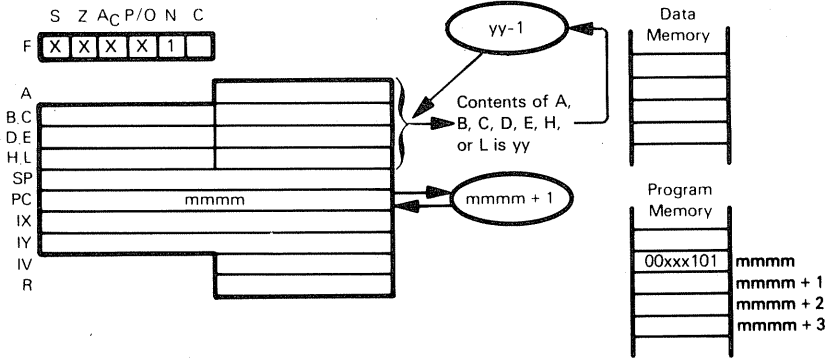 S Z AC P/O N C
F X X X X 1
A
B,C
D,E
H,L
SP
PC mmmm
IX
IY
IV
R
yy-1
Contents of A,
B, C, D, E, H,
or L is yy
mmmm + 1
Data
Memory
Program
Memory
00xxx101 mmmm
mmmm + 1
mmmm + 2
mmmm + 3